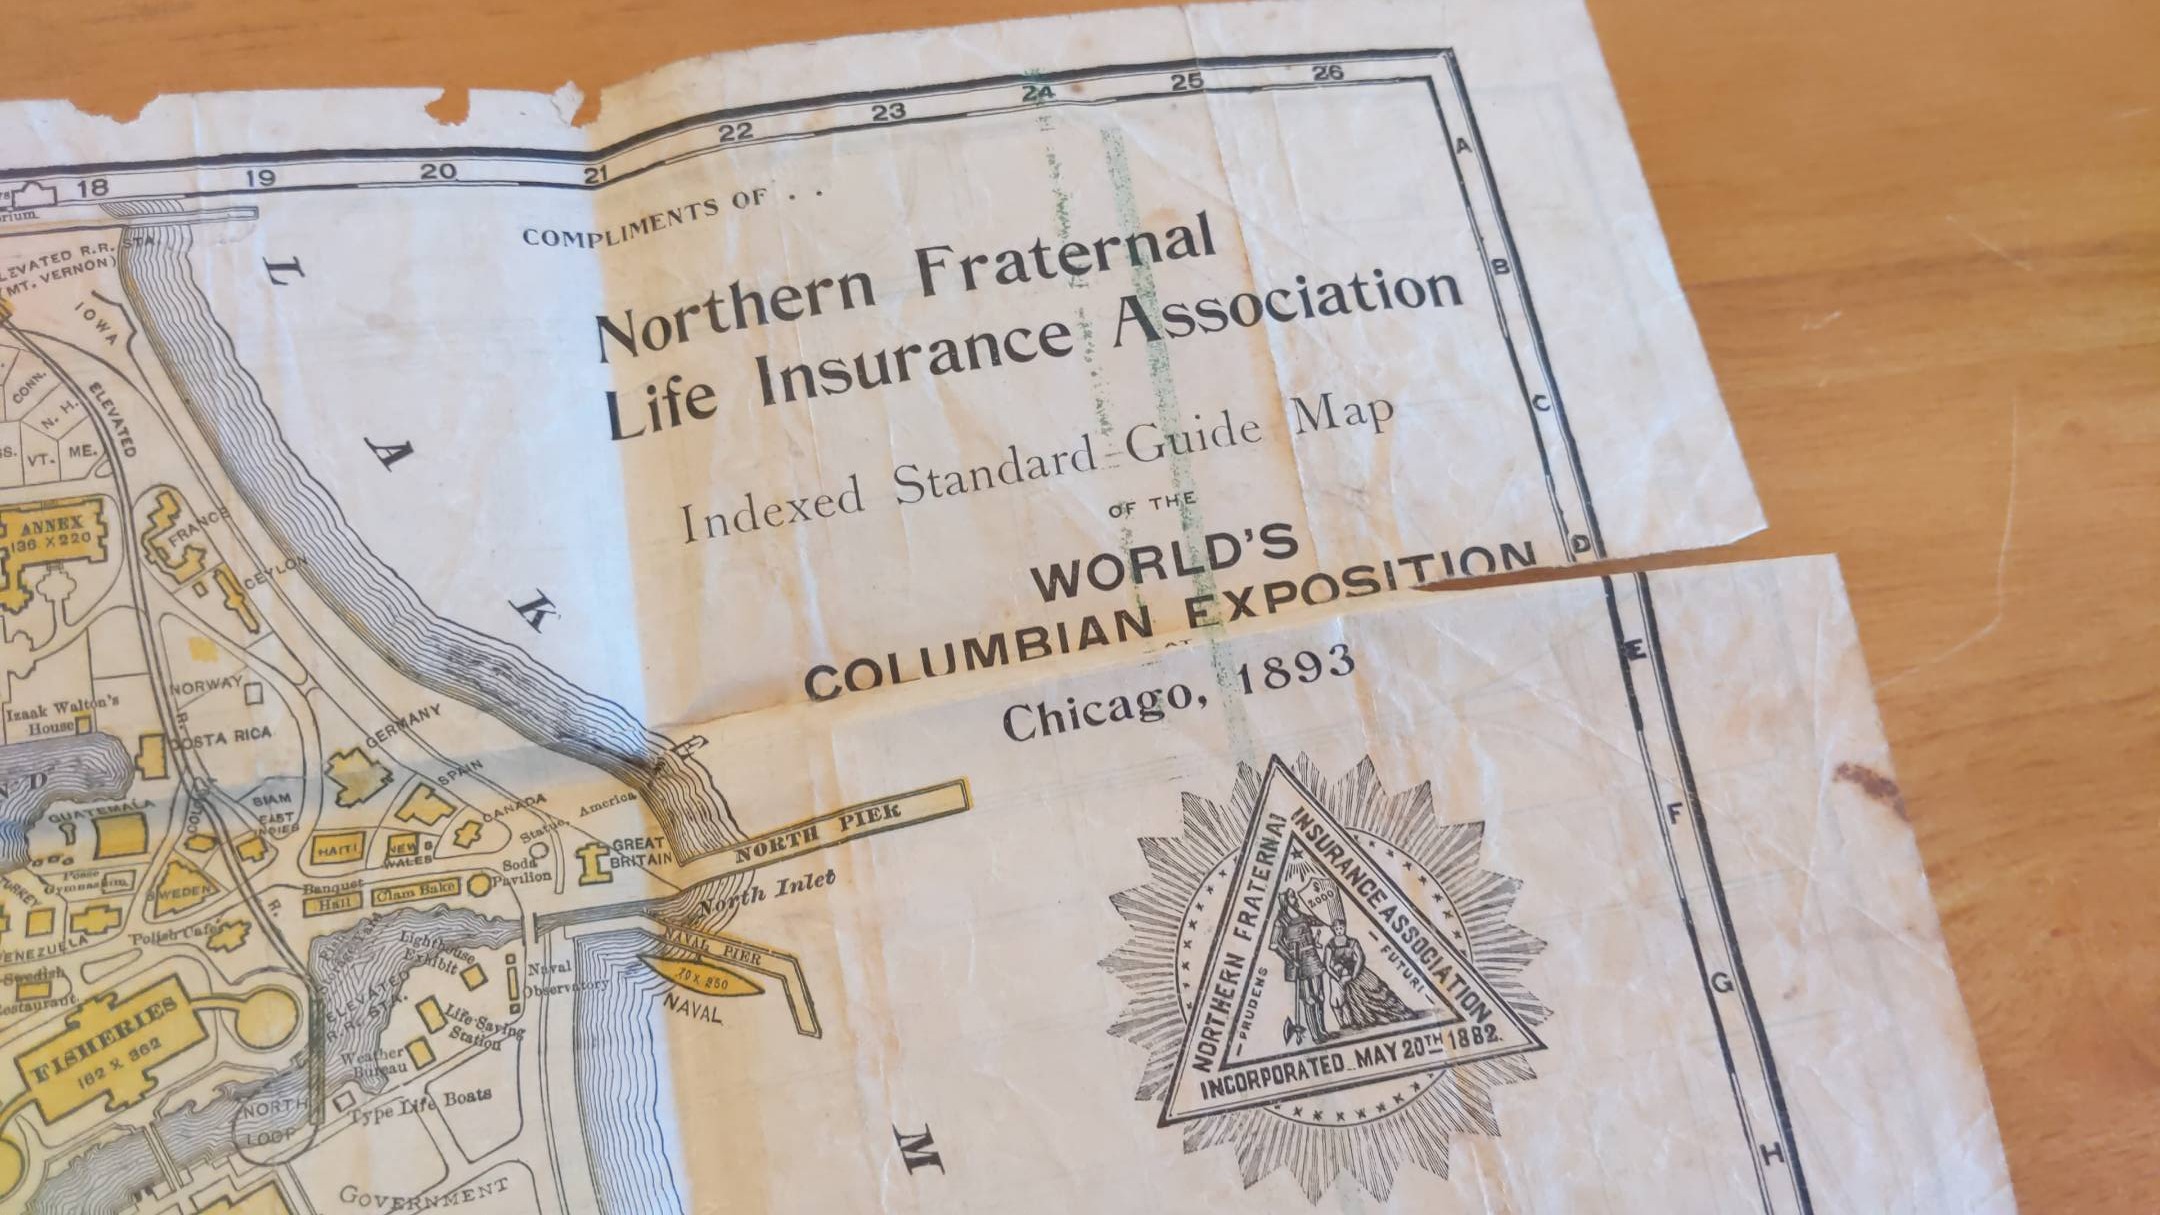 18 19 20 21 22 23 24 25 26
A
B
C
D
E
F
G
H
COMPLIMENTS OF . .
Northern Fraternal
Life Insurance Association
Indexed Standard Guide Map
OF THE
WORLD'S
COLUMBIAN EXPOSITION
AT
Chicago, 1893
NORTHERN FRATERNAL
INSURANCE ASSOCIATION
INCORPORATED MAY 20TH 1882.
- PRUDENS
- FUTURI -
$
2000
L
A
K
M
ELEVATED R.R. STA.
(MT. VERNON)
IOWA
CONN.
N. H.
VT.
ME.
ELEVATED
R.R.
ANNEX
136 X 220
FRANCE
CEYLON
NORWAY
Izaak Walton's
House
COSTA RICA
GERMANY
SPAIN
CANADA
GUATEMALA
SIAM
EAST
INDIES
HAITI
NEW S
WALES
Statue, America
GREAT
BRITAIN
NORTH PIER
North Inlet
Soda
Pavilion
Banquet
Hall
Clam Bake
TURKEY
SWEDEN
Polish Cafe
VENEZUELA
Swedish
Restaurant
FISHERIES
162 X 362
Lighthouse
Exhibit
ELEVATED
R. R. STA.
Naval
Observatory
NAVAL PIER
NAVAL
Life Saving
Station
Weather
Bureau
Type Life Boats
NORTH
LOOP
GOVERNMENT